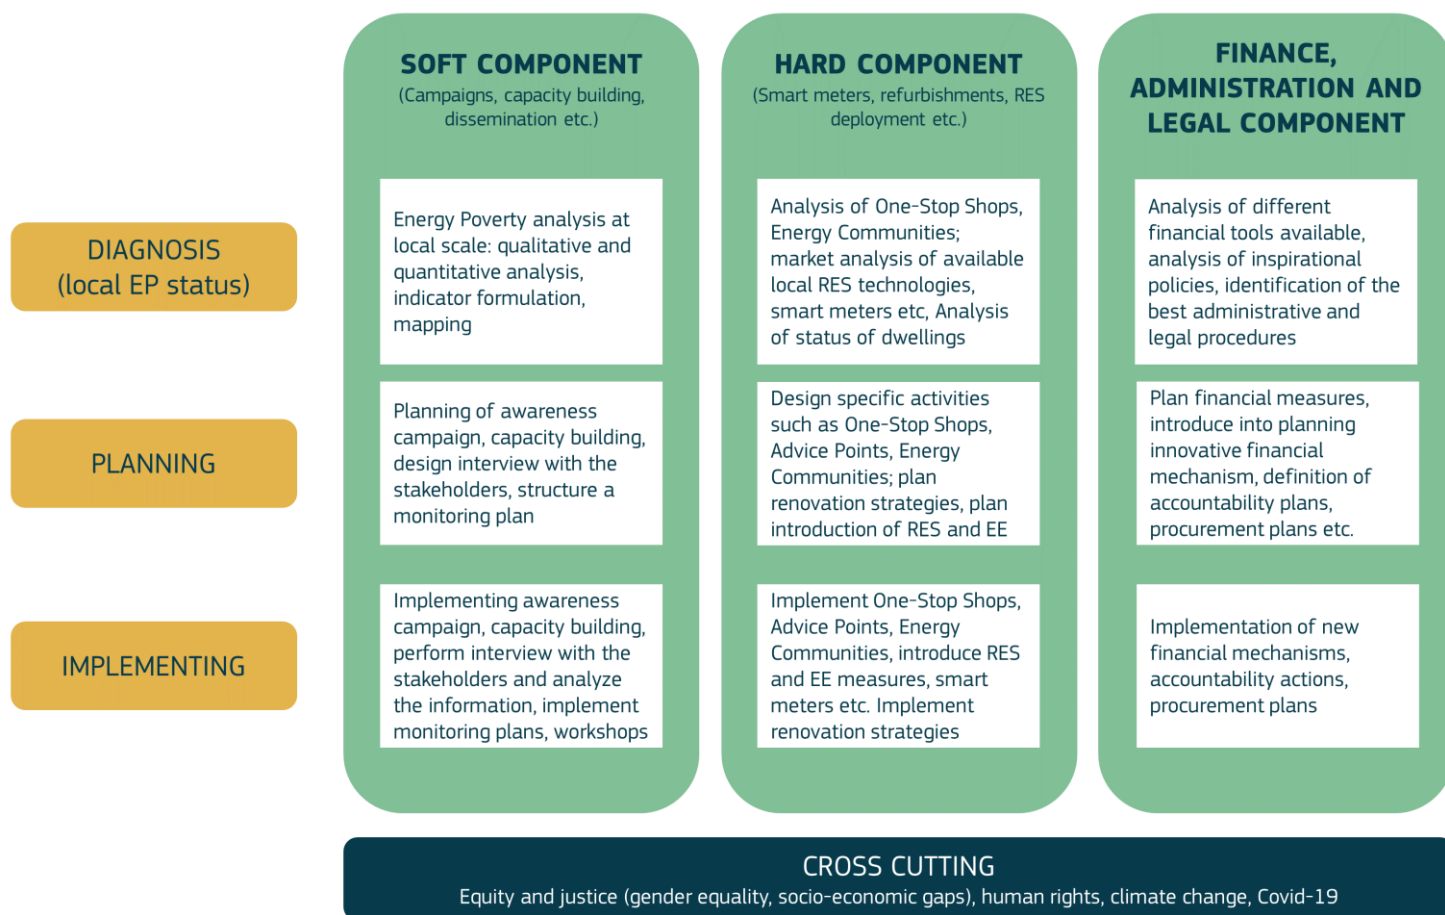 SOFT COMPONENT
(Campaigns, capacity building,
dissemination etc.)
HARD COMPONENT
(Smart meters, refurbishments, RES
deployment etc.)
FINANCE,
ADMINISTRATION AND
LEGAL COMPONENT
DIAGNOSIS
(local EP status)
Energy Poverty analysis at
local scale: qualitative and
quantitative analysis,
indicator formulation,
mapping
Analysis of One-Stop Shops,
Energy Communities;
market analysis of available
local RES technologies,
smart meters etc, Analysis
of status of dwellings
Analysis of different
financial tools available,
analysis of inspirational
policies, identification of the
best administrative and
legal procedures
PLANNING
Planning of awareness
campaign, capacity building,
design interview with the
stakeholders, structure a
monitoring plan
Design specific activities
such as One-Stop Shops,
Advice Points, Energy
Communities; plan
renovation strategies, plan
introduction of RES and EE
Plan financial measures,
introduce into planning
innovative financial
mechanism, definition of
accountability plans,
procurement plans etc.
IMPLEMENTING
Implementing awareness
campaign, capacity building,
perform interview with the
stakeholders and analyze
the information, implement
monitoring plans, workshops
Implement One-Stop Shops,
Advice Points, Energy
Communities, introduce RES
and EE measures, smart
meters etc. Implement
renovation strategies
Implementation of new
financial mechanisms,
accountability actions,
procurement plans
CROSS CUTTING
Equity and justice (gender equality, socio-economic gaps), human rights, climate change, Covid-19